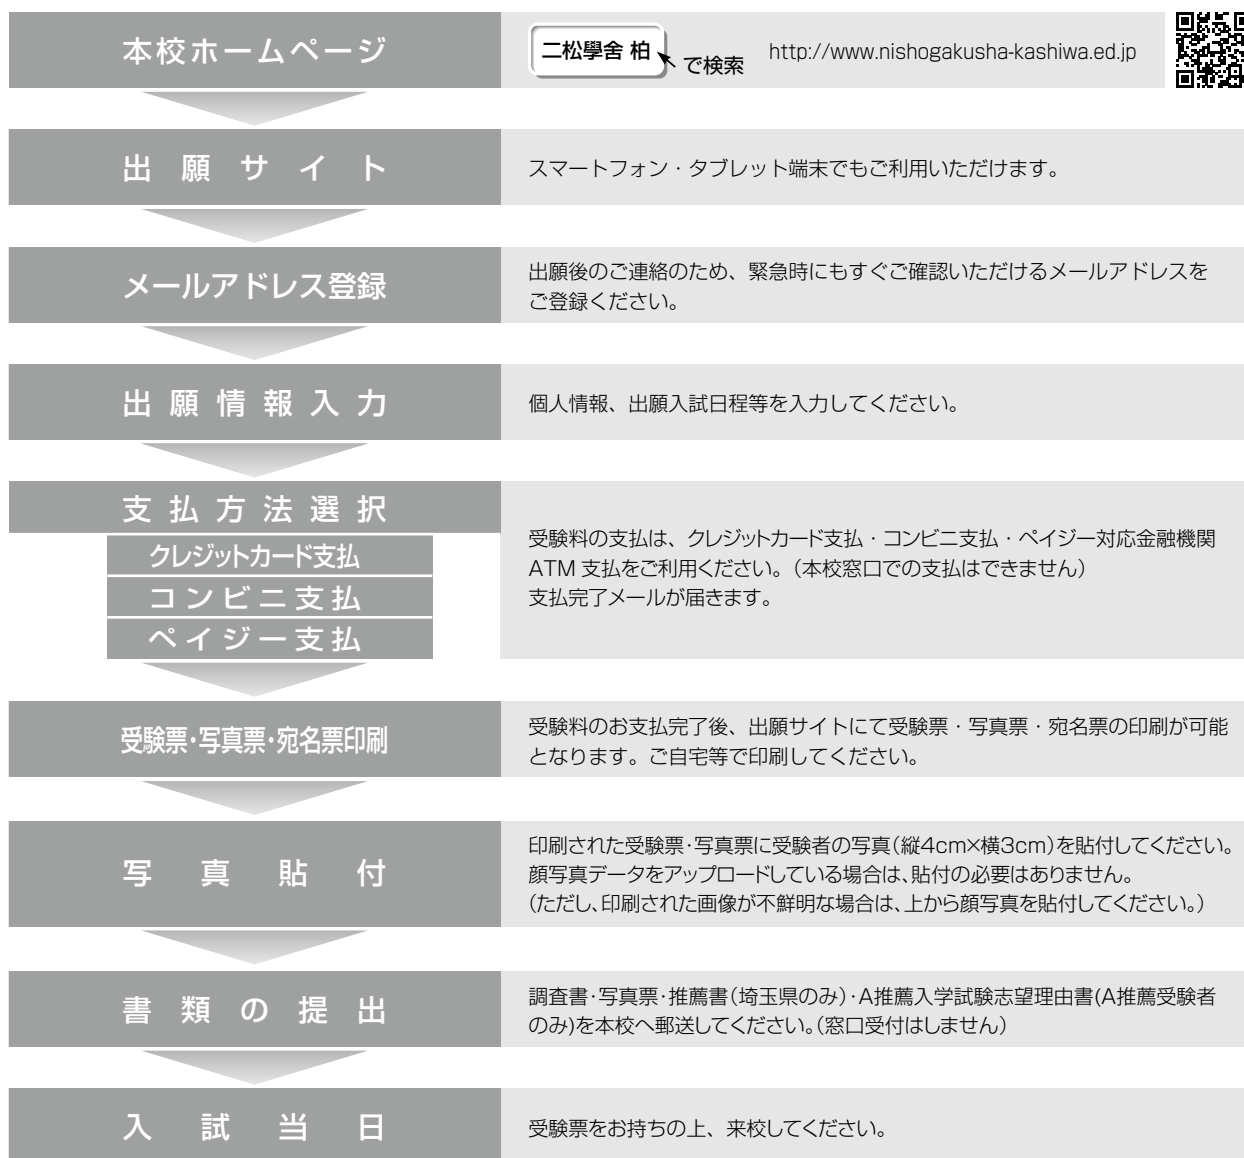 本校ホームページ
二松學舎 柏 で検索 http://www.nishogakusha-kashiwa.ed.jp
出願サイト
スマートフォン・タブレット端末でもご利用いただけます。
メールアドレス登録
出願後のご連絡のため、緊急時にもすぐご確認いただけるメールアドレスを
ご登録ください。
出願情報入力
個人情報、出願入試日程等を入力してください。
支払方法選択
クレジットカード支払
コンビニ支払
ペイジー支払
受験料の支払は、クレジットカード支払・コンビニ支払・ペイジー対応金融機関
ATM 支払をご利用ください。（本校窓口での支払はできません）
支払完了メールが届きます。
受験票・写真票・宛名票印刷
受験料のお支払完了後、出願サイトにて受験票・写真票・宛名票の印刷が可能
となります。ご自宅等で印刷してください。
写真貼付
印刷された受験票・写真票に受験者の写真（縦4cm×横3cm）を貼付してください。
顔写真データをアップロードしている場合は、貼付の必要はありません。
（ただし、印刷された画像が不鮮明な場合は、上から顔写真を貼付してください。）
書類の提出
調査書・写真票・推薦書（埼玉県のみ）・A推薦入学試験志望理由書(A推薦受験者
のみ)を本校へ郵送してください。（窓口受付はしません）
入試当日
受験票をお持ちの上、来校してください。